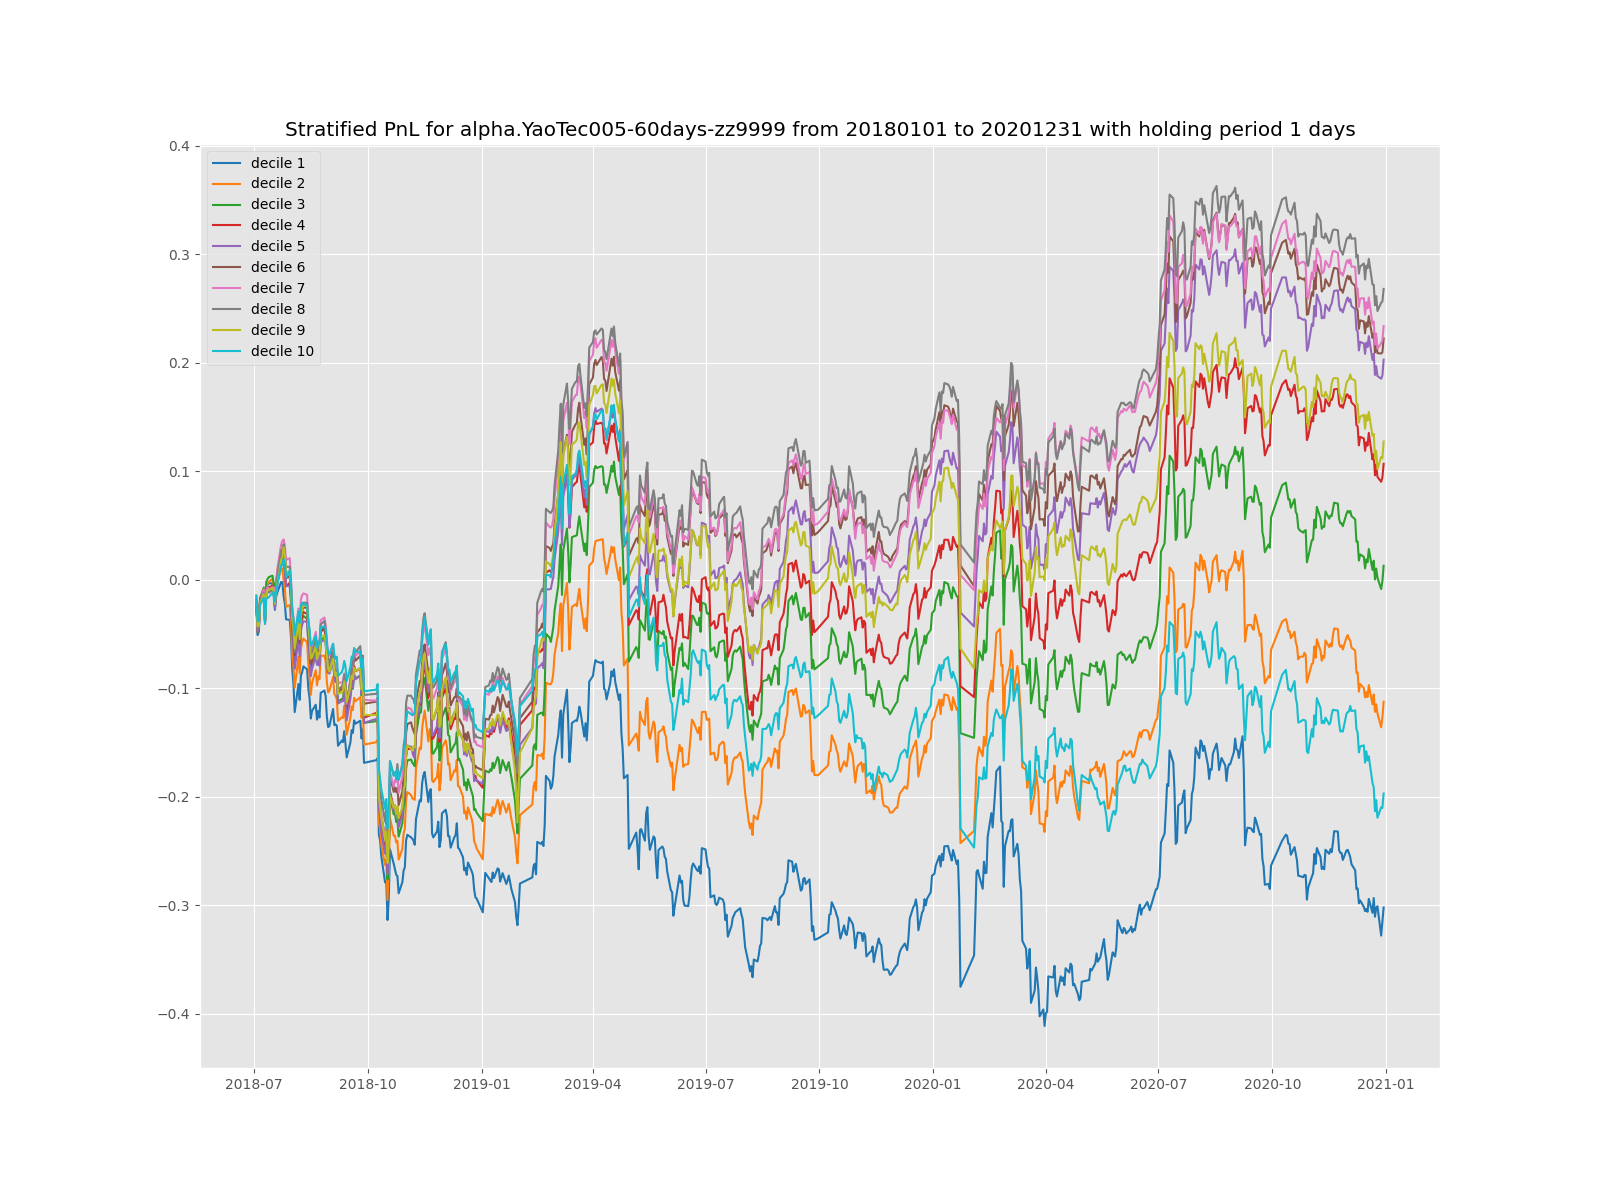 Stratified PnL for alpha.YaoTec005-60days-zz9999 from 20180101 to 20201231 with holding period 1 days
0.4
0.3
0.2
0.1
0.0
−0.1
−0.2
−0.3
−0.4
decile 1
decile 2
decile 3
decile 4
decile 5
decile 6
decile 7
decile 8
decile 9
decile 10
2018-07 2018-10 2019-01 2019-04 2019-07 2019-10 2020-01 2020-04 2020-07 2020-10 2021-01